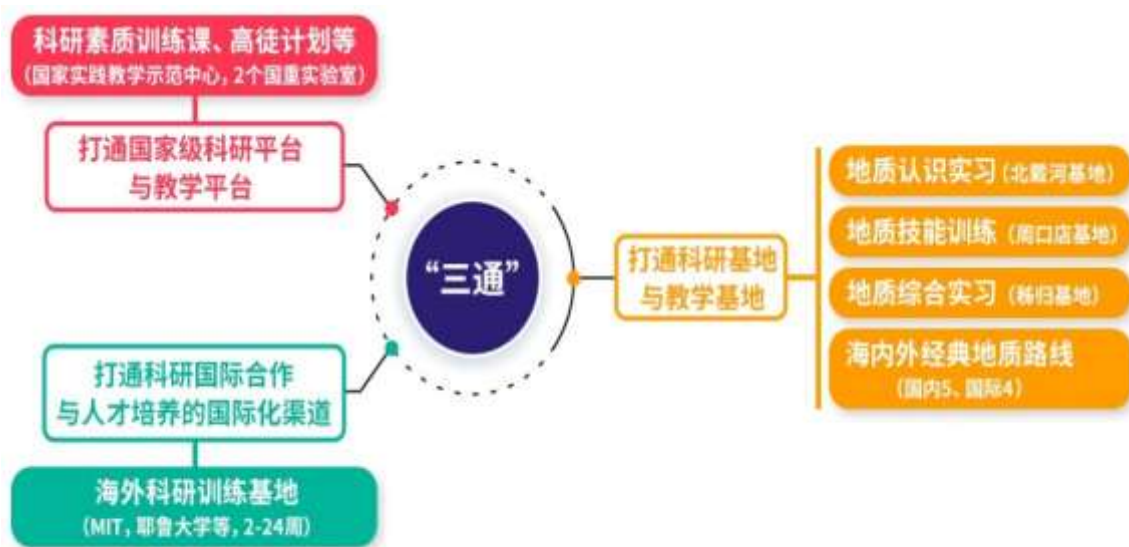 科研素质训练课、高徒计划等
（国家实践教学示范中心，2个国重实验室）
打通国家级科研平台
与教学平台
“三通”
打通科研国际合作
与人才培养的国际化渠道
海外科研训练基地
（MIT，耶鲁大学等，2-24周）
打通科研基地
与教学基地
地质认识实习（北戴河基地）
地质技能训练（周口店基地）
地质综合实习（秭归基地）
海内外经典地质路线
（国内5、国际4）